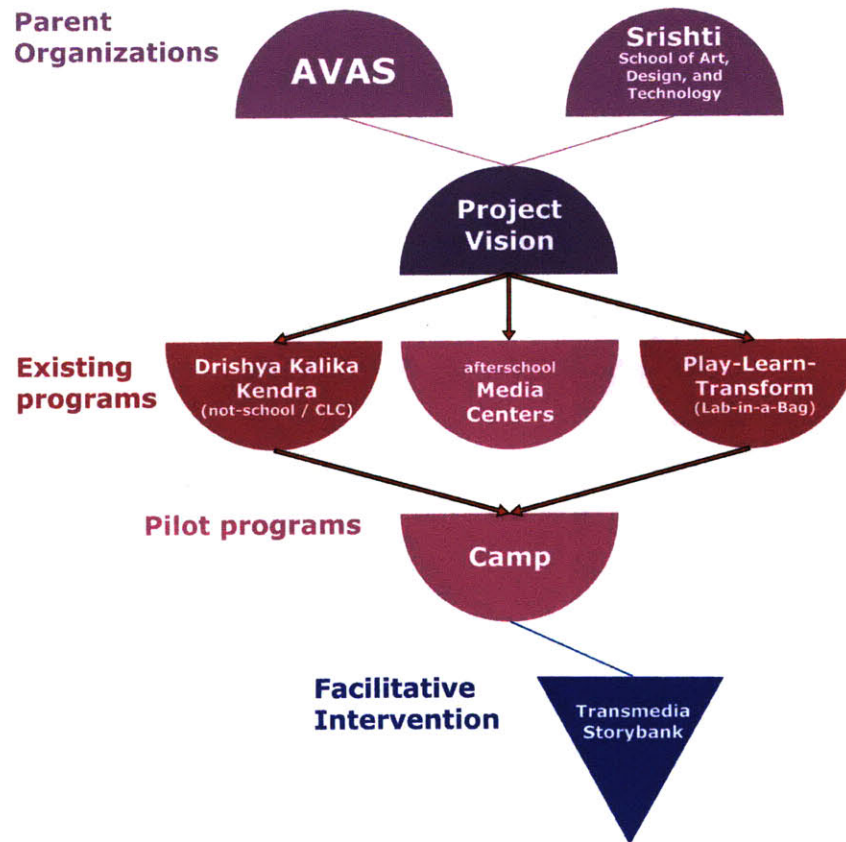 Parent
Organizations
AVAS
Srishti
School of Art,
Design, and
Technology
Project
Vision
Existing
programs
Drishya Kalika
Kendra
(not-school / CLC)
afterschool
Media
Centers
Play-Learn-
Transform
(Lab-in-a-Bag)
Pilot programs
Camp
Facilitative
Intervention
Transmedia
Storybank